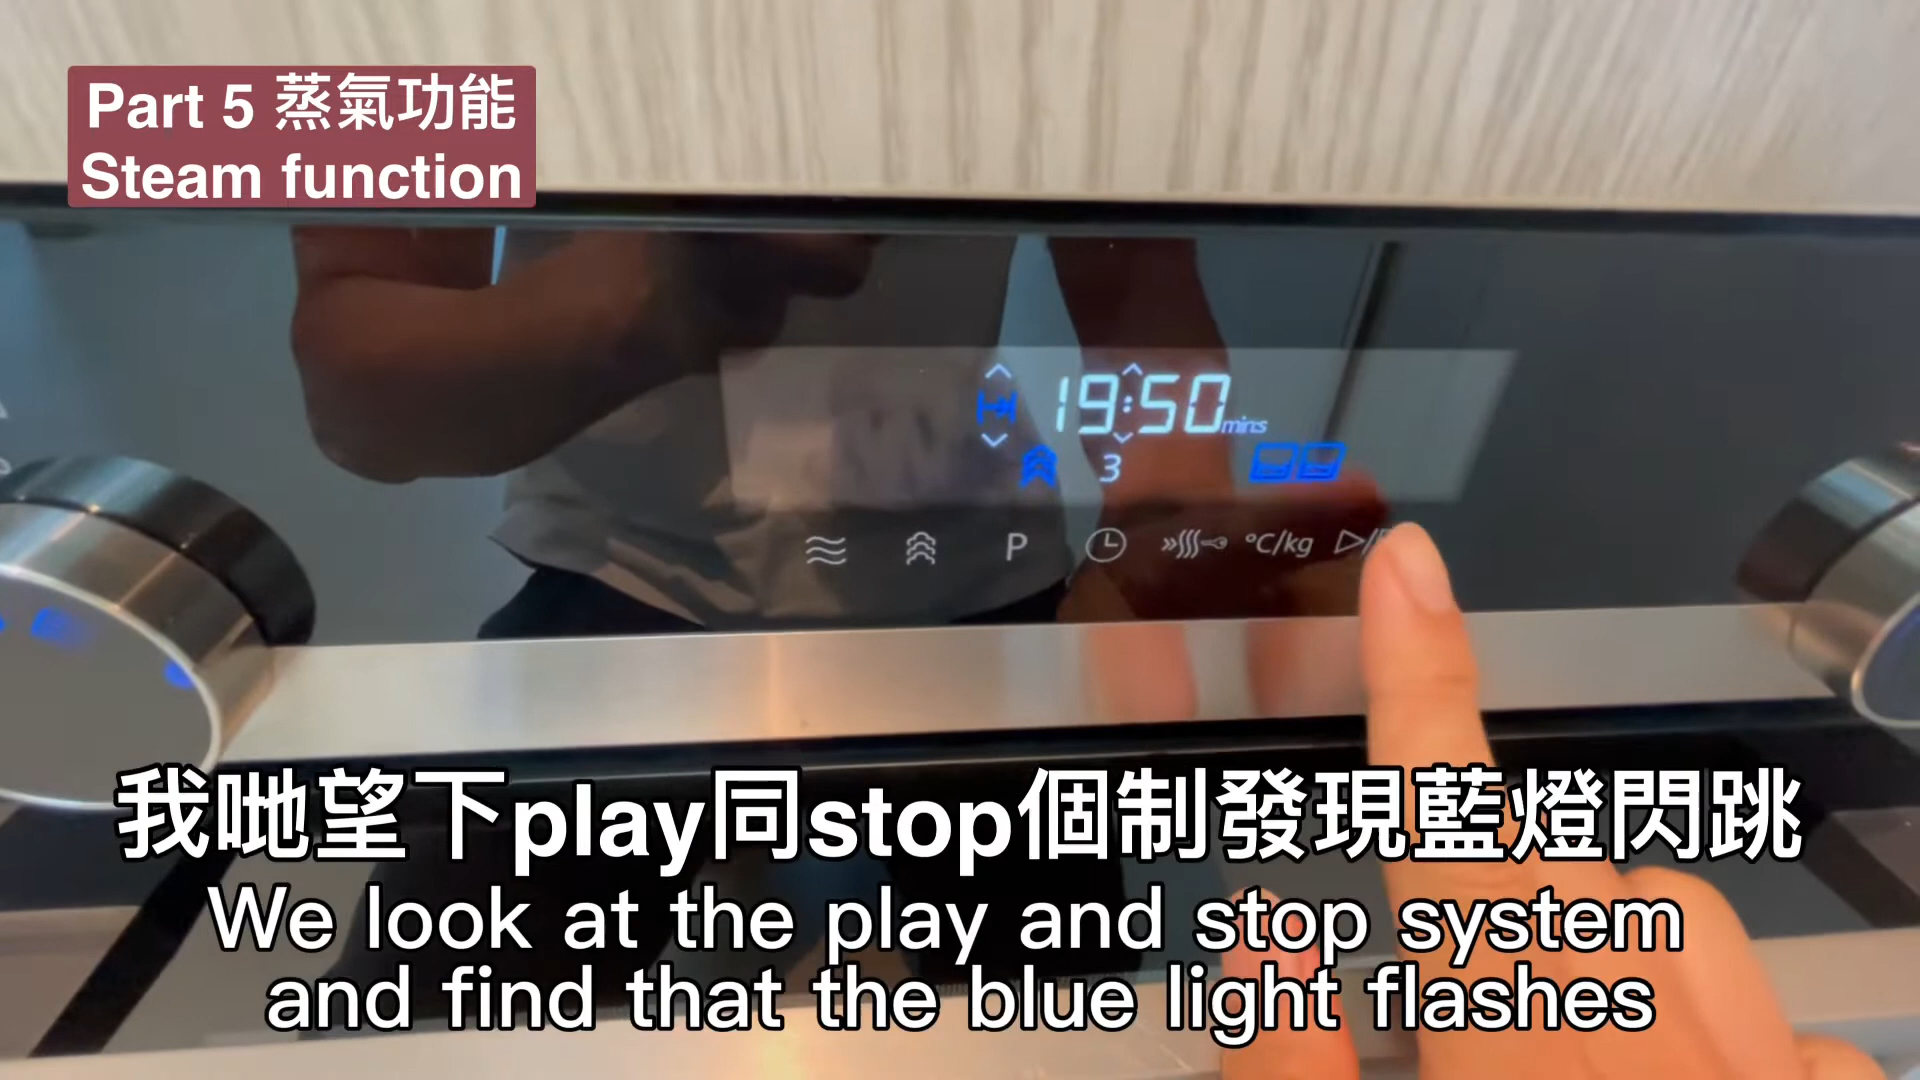 Part 5 蒸氣功能
Steam function
19:50 mins
3
P °C/kg
我哋望下play同stop個制發現藍燈閃跳
We look at the play and stop system
and find that the blue light flashes